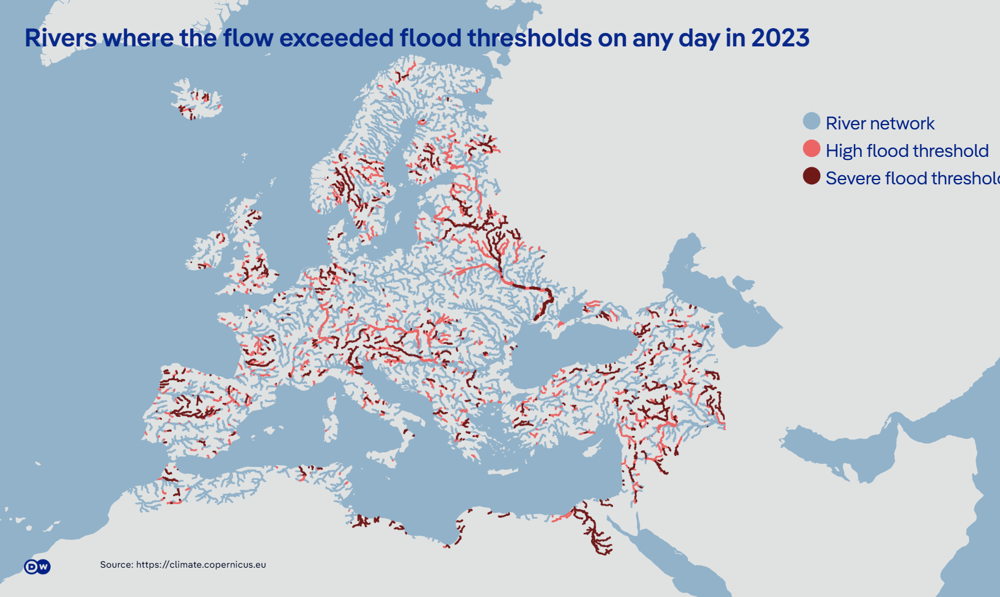 Rivers where the flow exceeded flood thresholds on any day in 2023
River network
High flood threshold
Severe flood threshol
DW
Source: https://climate.copernicus.eu